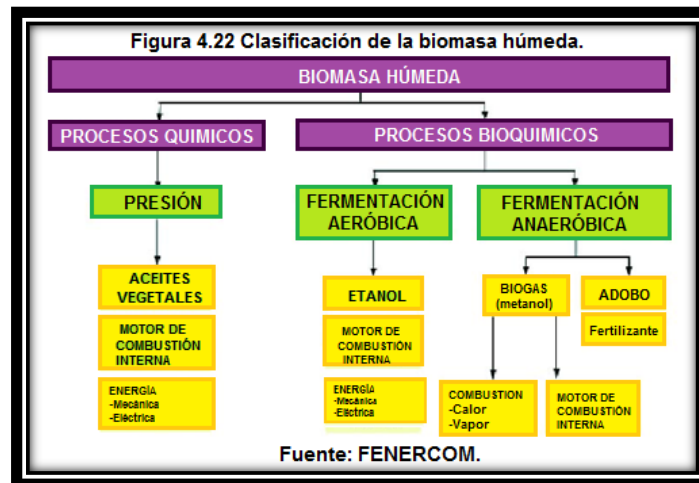 Figura 4.22 Clasificación de la biomasa húmeda.
BIOMASA HÚMEDA
PROCESOS QUIMICOS
PROCESOS BIOQUIMICOS
PRESIÓN
FERMENTACIÓN
AERÓBICA
FERMENTACIÓN
ANAERÓBICA
ACEITES
VEGETALES
ETANOL
BIOGAS
(metanol)
ADOBO
MOTOR DE
COMBUSTIÓN
INTERNA
MOTOR DE
COMBUSTIÓN
INTERNA
Fertilizante
ENERGÍA
-Mecánica
-Eléctrica
ENERGÍA
-Mecánica
-Eléctrica
COMBUSTION
-Calor
-Vapor
MOTOR DE
COMBUSTIÓN
INTERNA
Fuente: FENERCOM.